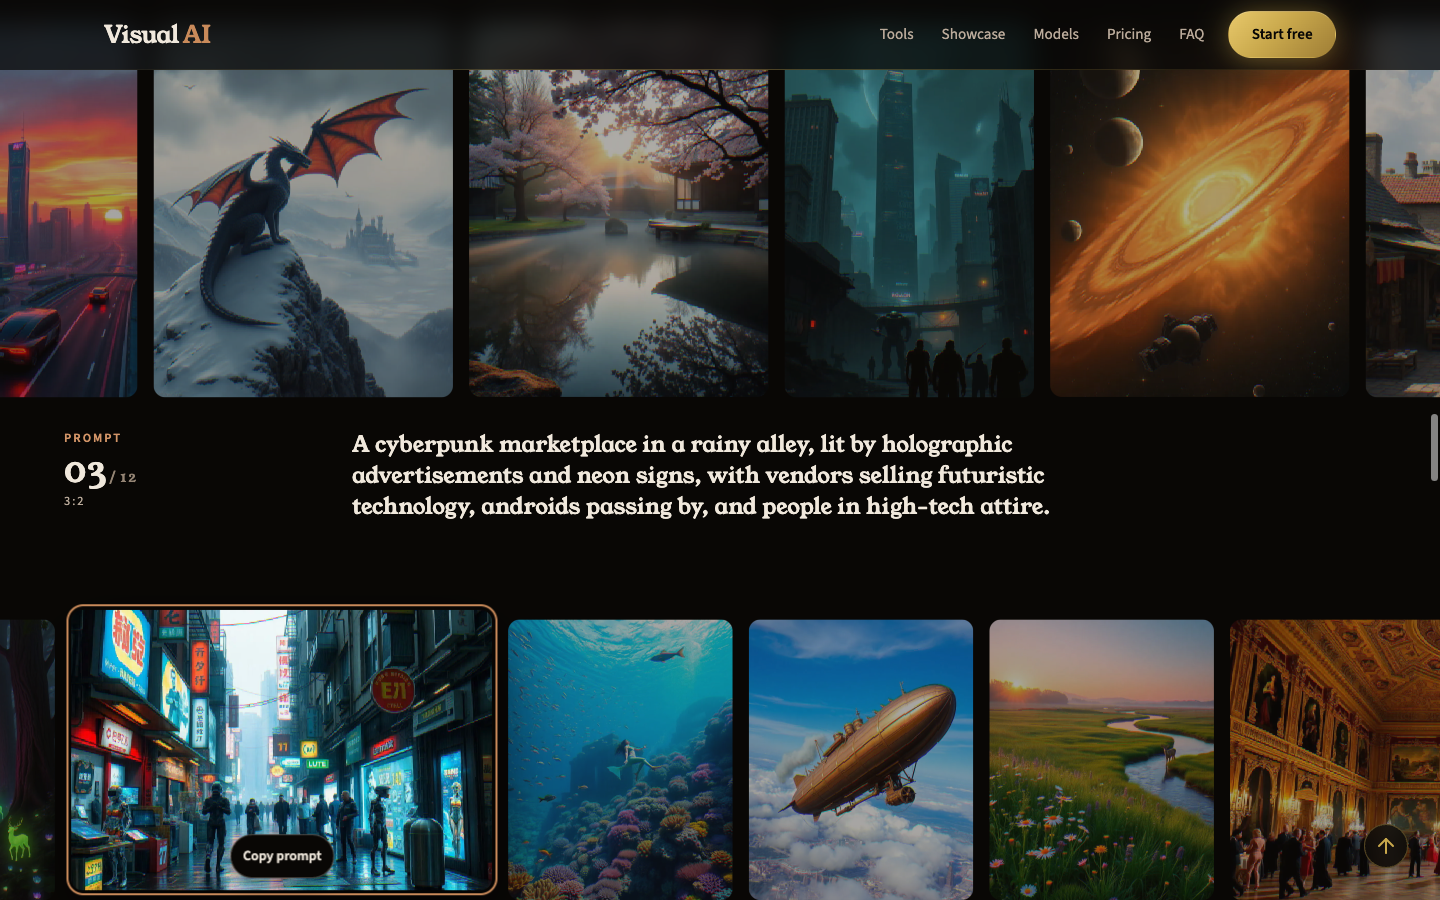 Visual AI
Tools
Showcase
Models
Pricing
FAQ
Start free
PROMPT
03 / 12
3:2
A cyberpunk marketplace in a rainy alley, lit by holographic
advertisements and neon signs, with vendors selling futuristic
technology, androids passing by, and people in high-tech attire.
LUTE
Copy prompt